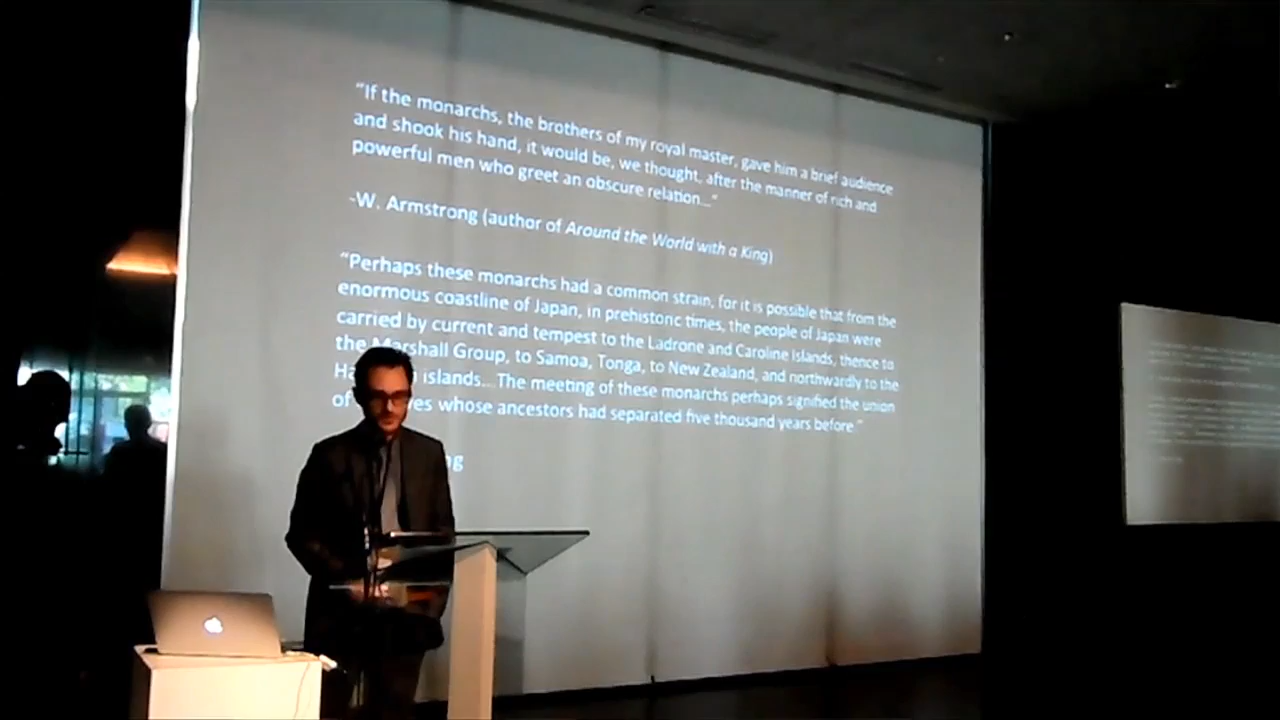 "If the monarchs, the brothers of my royal master, gave him a brief audience
and shook his hand, it would be, we thought, after the manner of rich and
powerful men who greet an obscure relation..."
-W. Armstrong (author of Around the World with a King)
"Perhaps these monarchs had a common strain, for it is possible that from the
enormous coastline of Japan, in prehistoric times, the people of Japan were
carried by current and tempest to the Ladrone and Caroline Islands, thence to
the Marshall Group, to Samoa, Tonga, to New Zealand, and northwardly to the
islands... The meeting of these monarchs perhaps signified the union
of whose ancestors had separated five thousand years before."